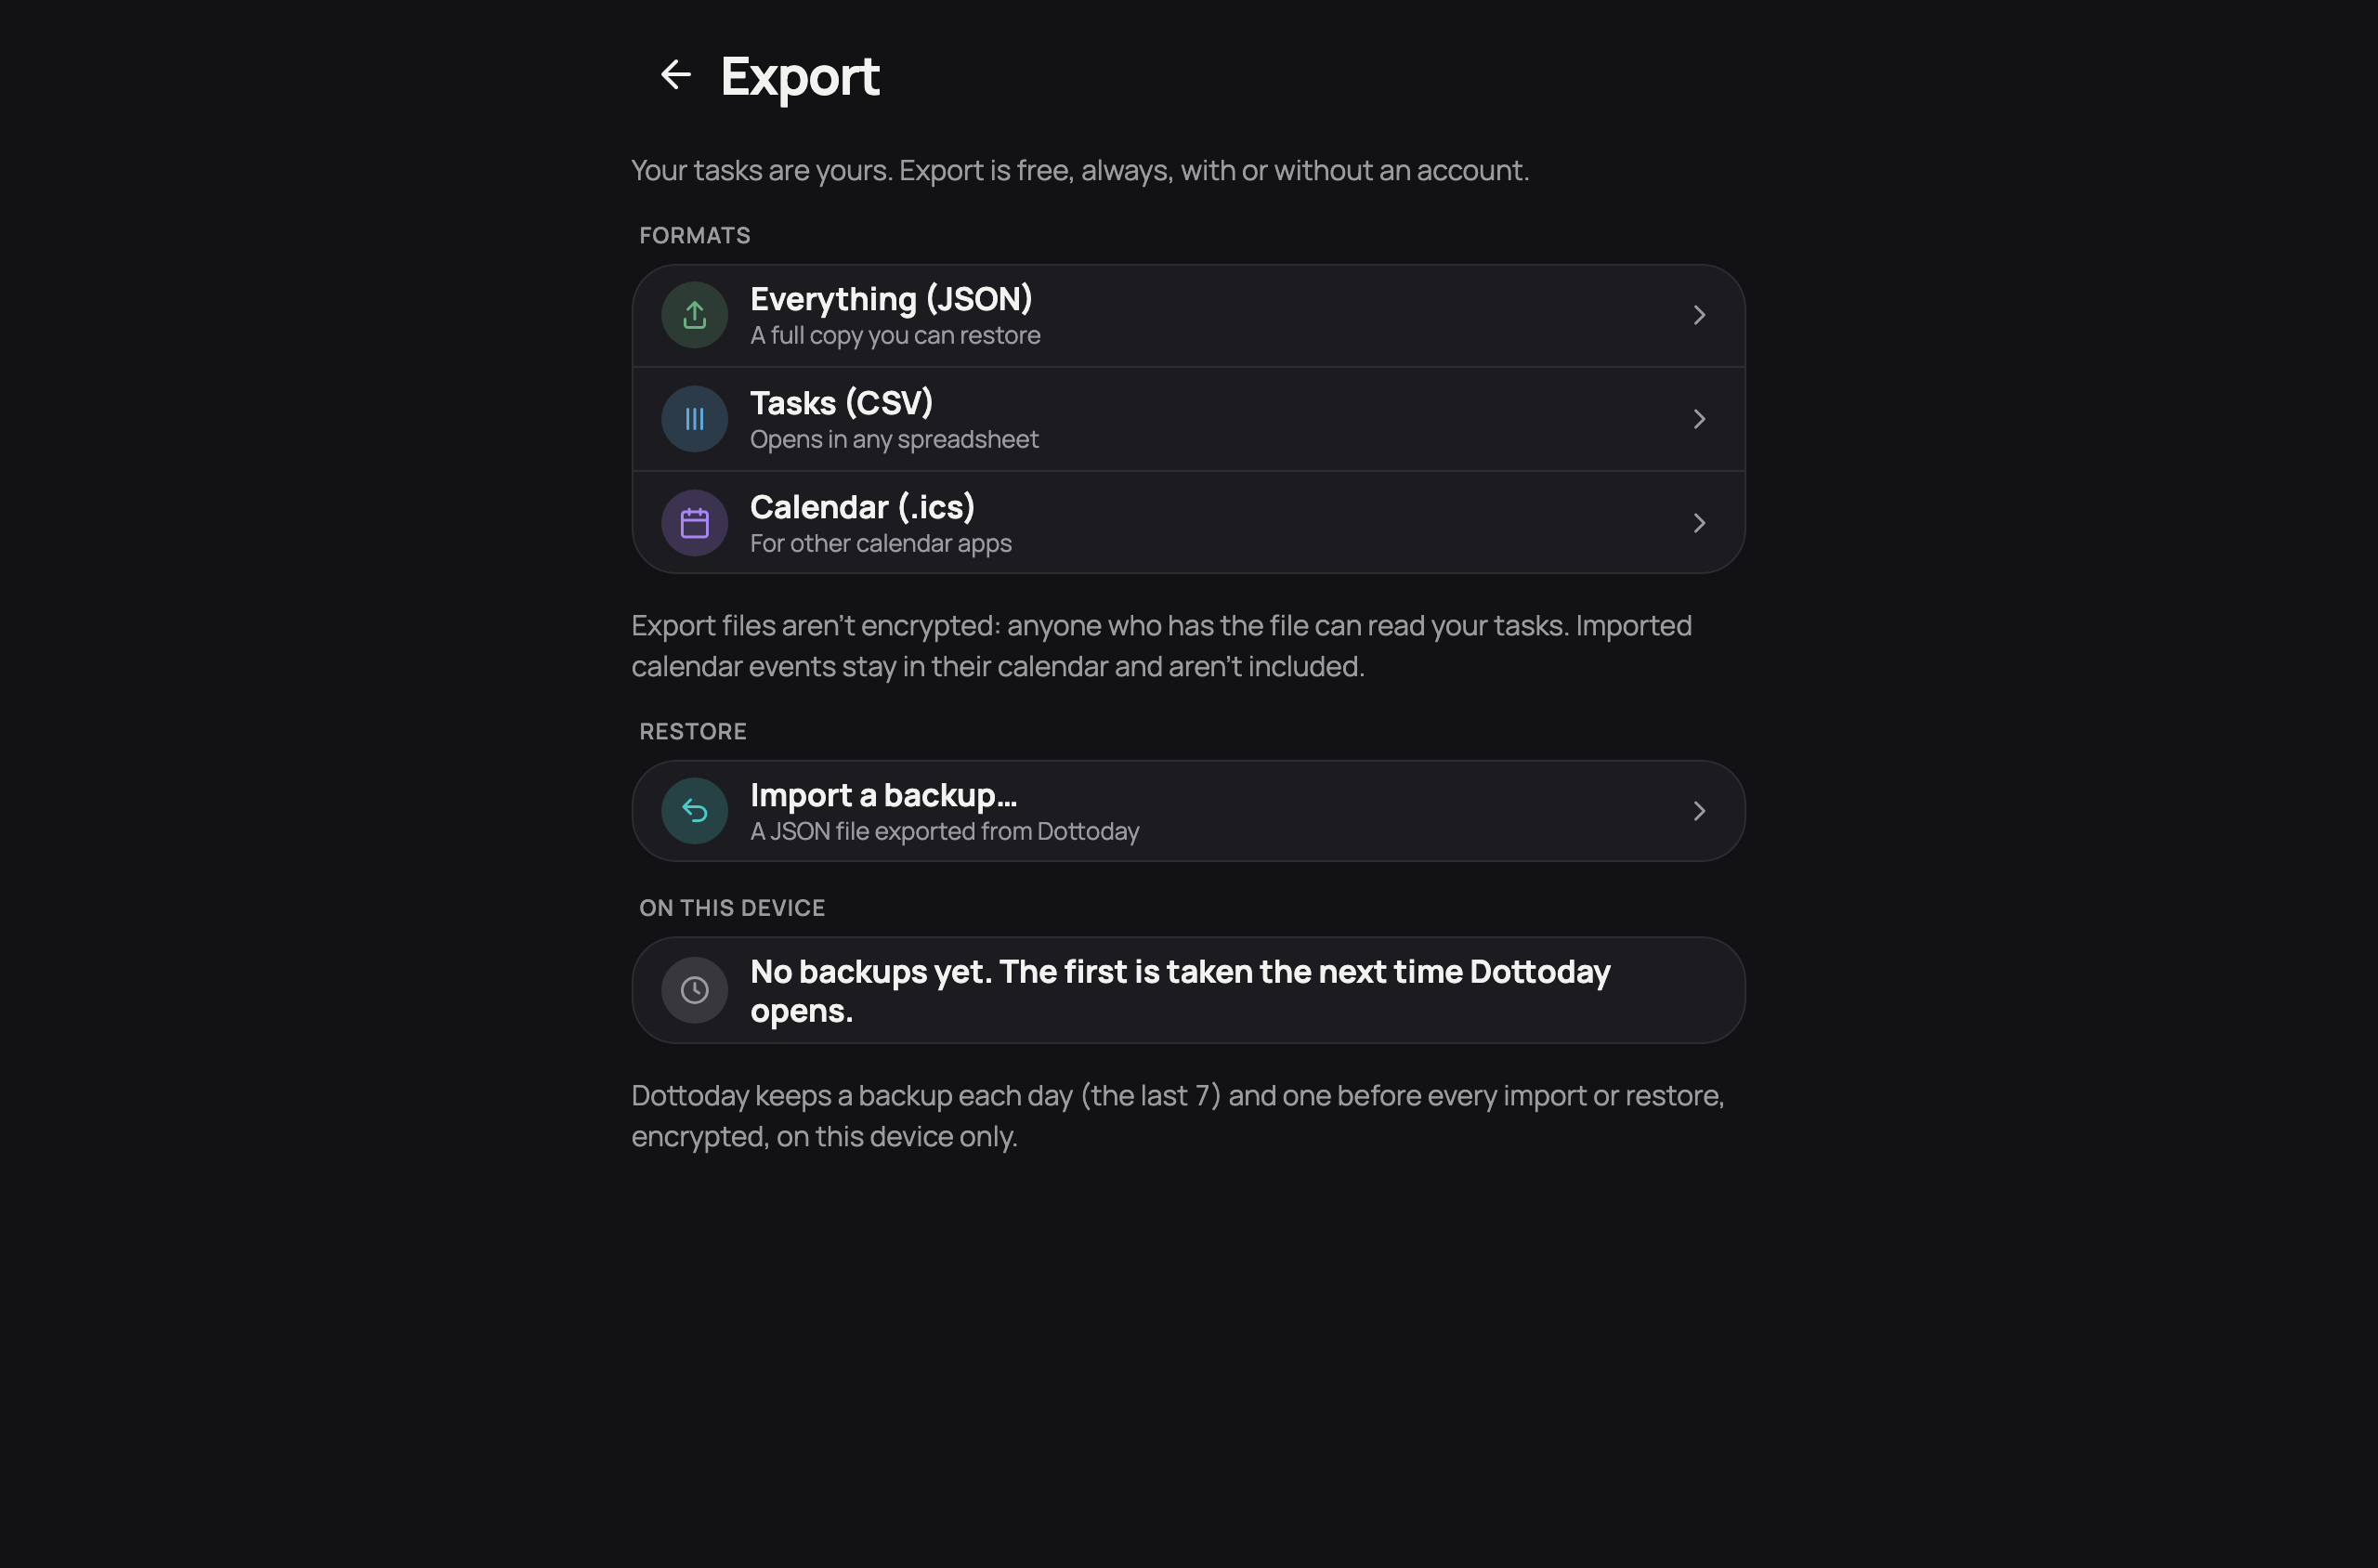 Export
Your tasks are yours. Export is free, always, with or without an account.
FORMATS
Everything (JSON)
A full copy you can restore
Tasks (CSV)
Opens in any spreadsheet
Calendar (.ics)
For other calendar apps
Export files aren’t encrypted: anyone who has the file can read your tasks. Imported
calendar events stay in their calendar and aren’t included.
RESTORE
Import a backup…
A JSON file exported from Dottoday
ON THIS DEVICE
No backups yet. The first is taken the next time Dottoday
opens.
Dottoday keeps a backup each day (the last 7) and one before every import or restore,
encrypted, on this device only.